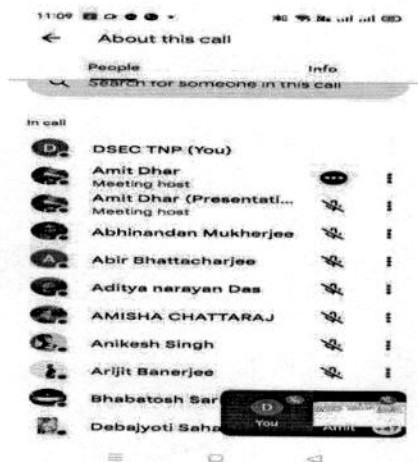 11:09
About this call
People Info
Search for someone in this call
In call
D DSEC TNP (You)
Amit Dhar
Meeting host
Amit Dhar (Presentati...
Meeting host
Abhinandan Mukherjee
A Abir Bhattacharjee
Aditya narayan Das
AMISHA CHATTARAJ
Anikesh Singh
Arijit Banerjee
Bhabatosh Sar
D
Debajyoti Saha
You Amit +47